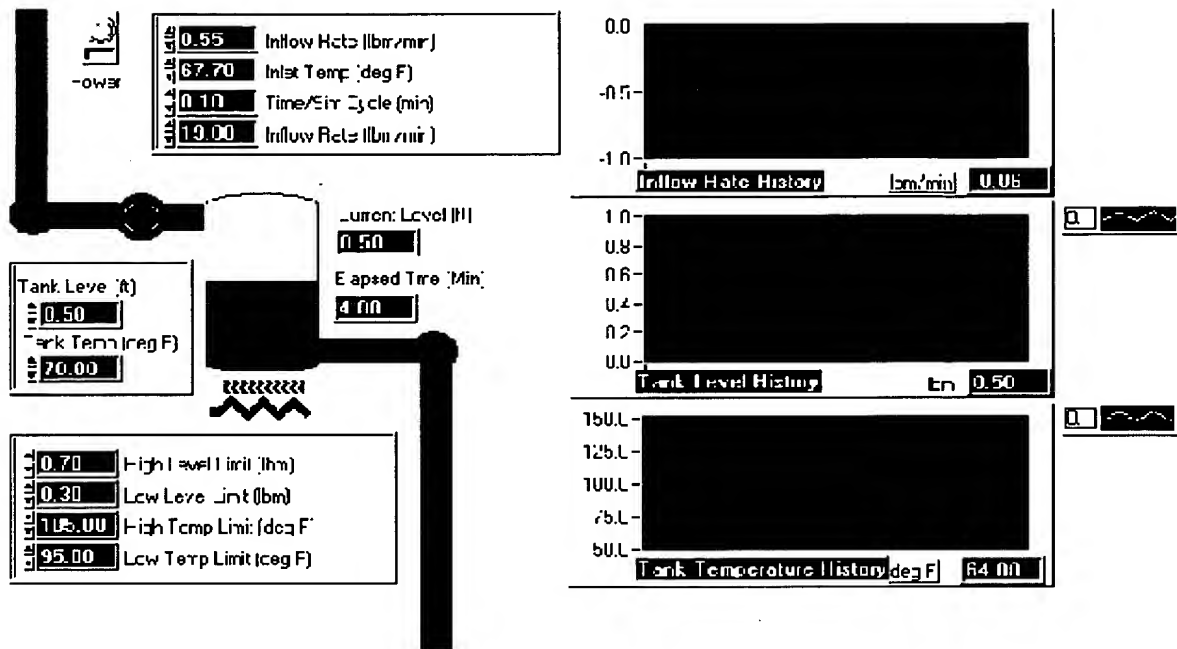 Power
0.55 Inflow Rate (lbm/min)
67.70 Inlet Temp (deg F)
0.10 Time/Sim Cycle (min)
19.00 Inflow Rate (lbm/min)
Current Level (ft)
0.50
Elapsed Time (Min)
4.00
Tank Level (ft)
0.50
Tank Temp (deg F)
70.00
0.70 High Level Limit (lbm)
0.30 Low Level Limit (lbm)
105.00 High Temp Limit (deg F)
95.00 Low Temp Limit (deg F)
0.0
-0.5
-1.0
Inflow Rate History lbm/min 0.06
1.0
0.8
0.6
0.4
0.2
0.0
Tank Level History 0.50
150.0
125.0
100.0
75.0
50.0
Tank Temperature History deg F 64.00